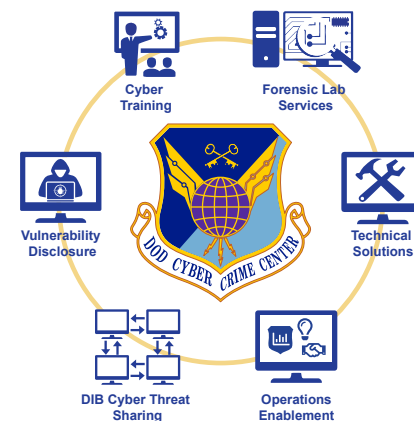 Cyber
Training
Forensic Lab
Services
Vulnerability
Disclosure
Technical
Solutions
DOD CYBER CRIME CENTER
DIB Cyber Threat
Sharing
Operations
Enablement